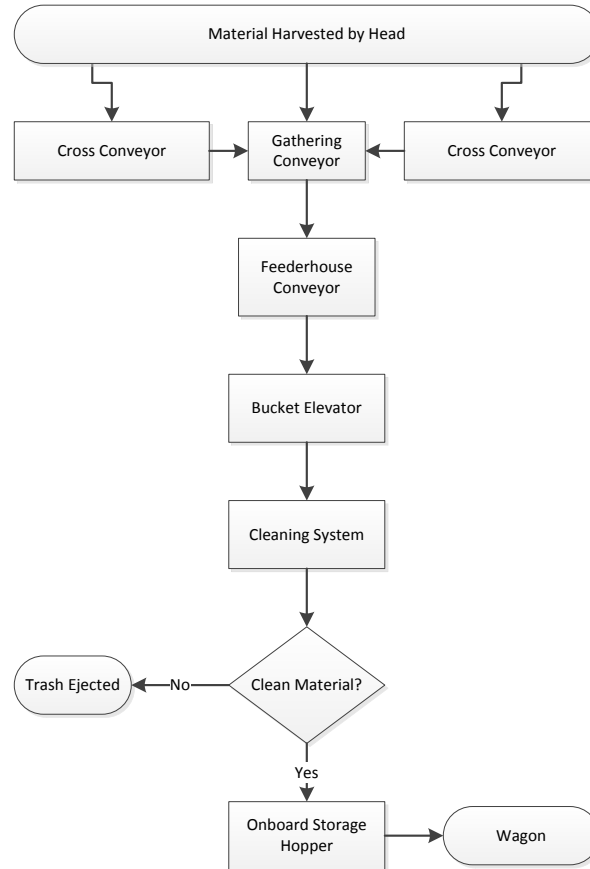 Material Harvested by Head
Cross Conveyor
Gathering
Conveyor
Cross Conveyor
Feederhouse
Conveyor
Bucket Elevator
Cleaning System
Trash Ejected
No
Clean Material?
Yes
Onboard Storage
Hopper
Wagon